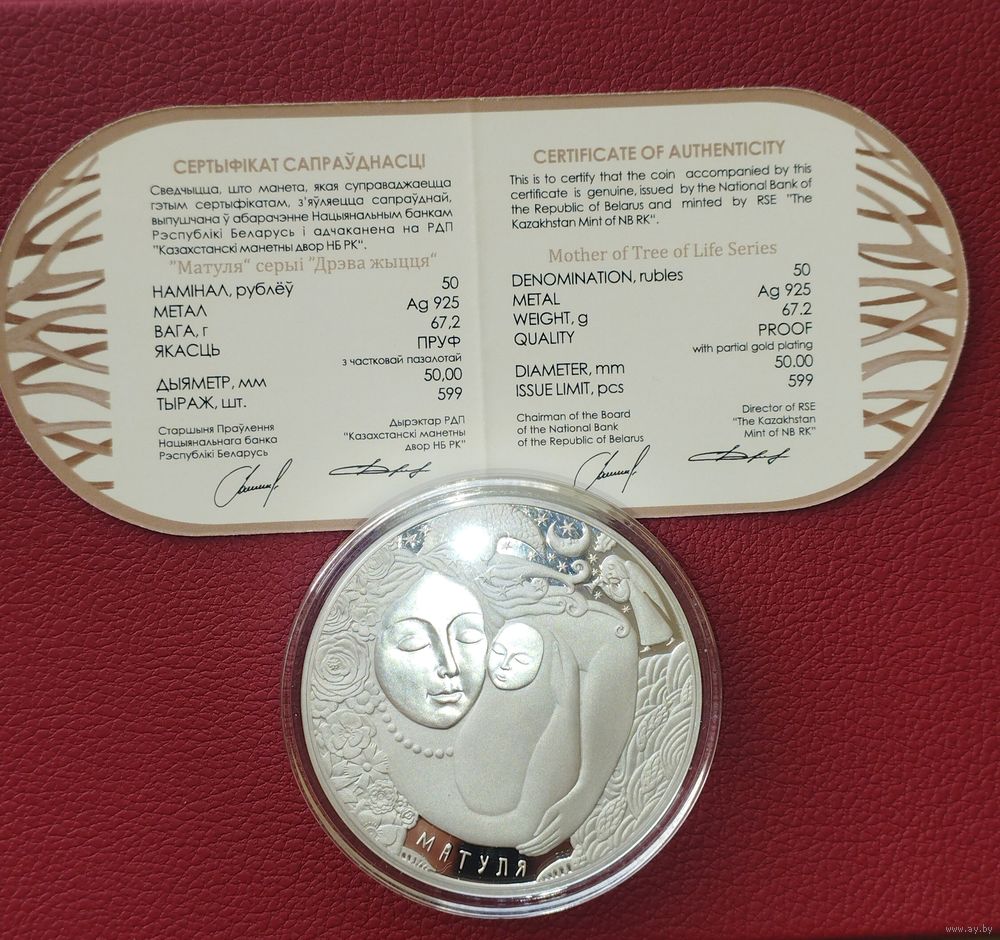 СЕРТЫФІКАТ САПРАЎДНАСЦІ
Сведчыцца, што манета, якая суправаджаецца
гэтым сертыфікатам, з'яўляецца сапраўднай,
выпушчана ў абарачэнне Нацыянальным банкам
Рэспублікі Беларусь і адчаканена на РДП
"Казахстанскі манетны двор НБ РК".
"Матуля" серыі "Дрэва жыцця"
НАМІНАЛ, рублёў 50
МЕТАЛ Ag 925
ВАГА, г 67,2
ЯКАСЦЬ ПРУФ
з частковай пазалотай
ДЫЯМЕТР, мм 50,00
ТЫРАЖ, шт. 599
Старшыня Праўлення
Нацыянальнага банка
Рэспублікі Беларусь
Дырэктар РДП
"Казахстанскі манетны
двор НБ РК"
CERTIFICATE OF AUTHENTICITY
This is to certify that the coin accompanied by this
certificate is genuine, issued by the National Bank of
the Republic of Belarus and minted by RSE "The
Kazakhstan Mint of NB RK".
Mother of Tree of Life Series
DENOMINATION, rubles 50
METAL Ag 925
WEIGHT, g 67.2
QUALITY PROOF
with partial gold plating
DIAMETER, mm 50.00
ISSUE LIMIT, pcs 599
Chairman of the Board
of the National Bank
of the Republic of Belarus
Director of RSE
"The Kazakhstan
Mint of NB RK"
МАТУЛЯ
www.ay.by